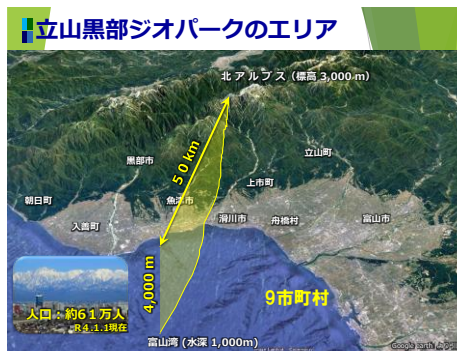 立山黒部ジオパークのエリア
北アルプス（標高 3,000 m）
50 km
立山町
黒部市
上市町
朝日町
魚津市
滑川市
舟橋村
富山市
入善町
4,000 m
9市町村
人口：約61万人
R4.1.1現在
富山湾 (水深 1,000m)
Google earth